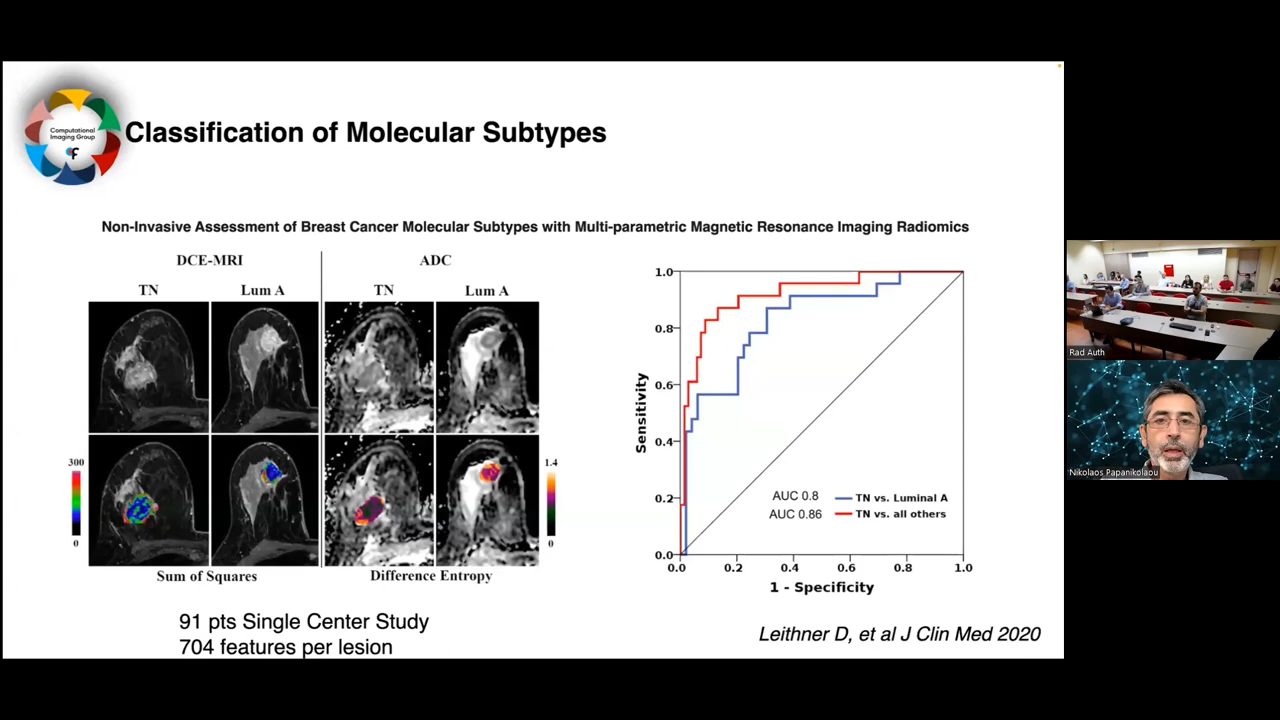 Computational
Imaging Group
Classification of Molecular Subtypes
Non-Invasive Assessment of Breast Cancer Molecular Subtypes with Multi-parametric Magnetic Resonance Imaging Radiomics
DCE-MRI
ADC
TN
Lum A
TN
Lum A
300
0
1.4
0
Sum of Squares
Difference Entropy
91 pts Single Center Study
704 features per lesion
1.0
0.8
0.6
0.4
0.2
0.0
Sensitivity
0.0 0.2 0.4 0.6 0.8 1.0
1 - Specificity
AUC 0.8 TN vs. Luminal A
AUC 0.86 TN vs. all others
Leithner D, et al J Clin Med 2020
Rad Auth
Nikolaos Papanikolaou